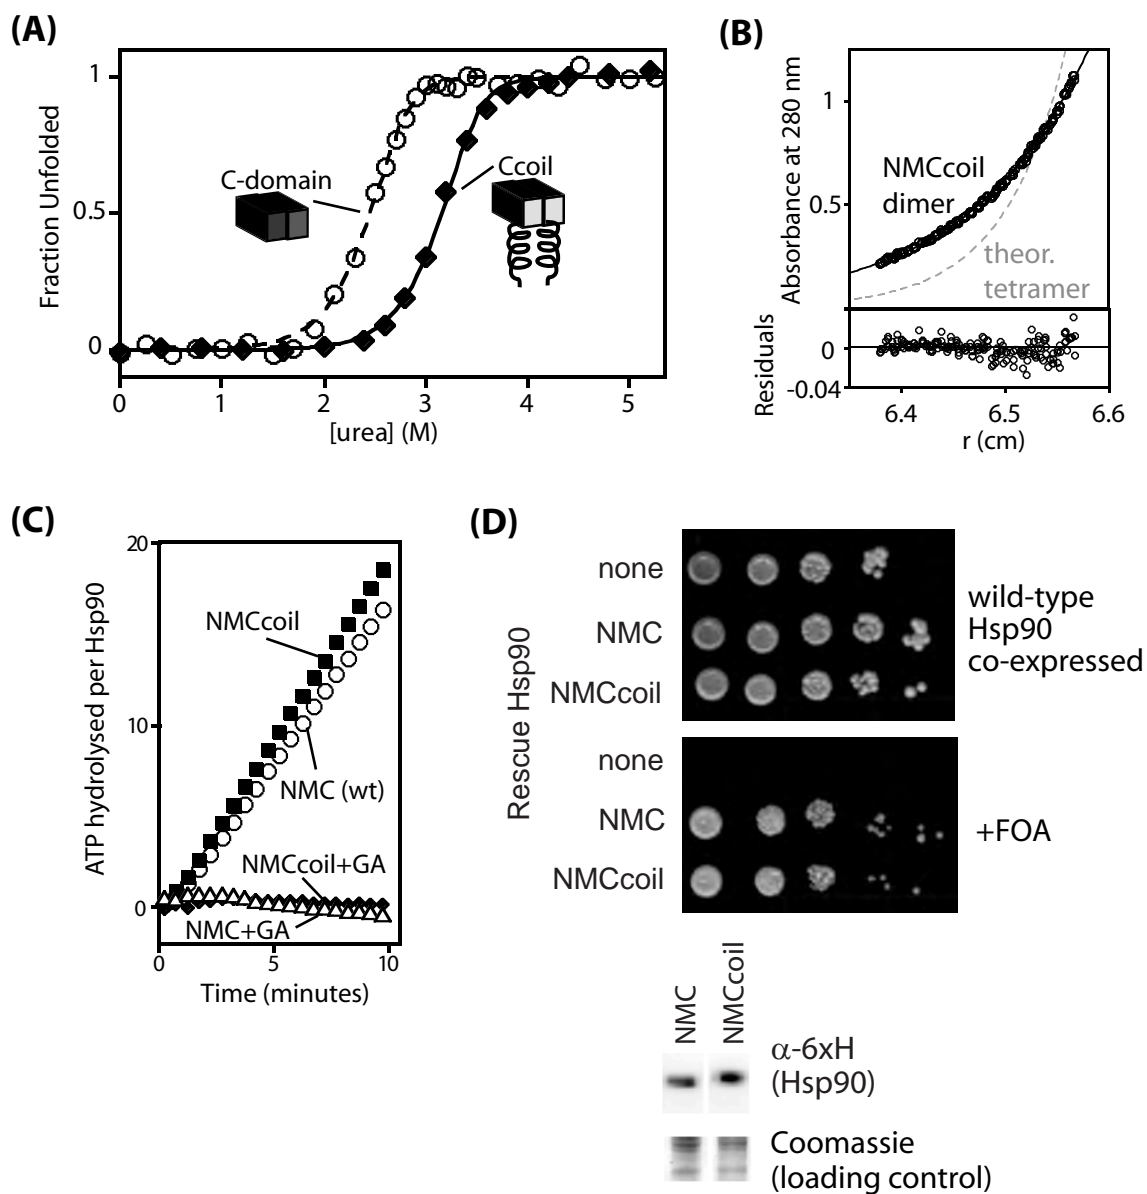 (A)
Fraction Unfolded
1
0.5
0
C-domain
Ccoil
0
1
2
3
4
5
[urea] (M)
(B)
Absorbance at 280 nm
1
0.5
NMCcoil
dimer
theor.
tetramer
Residuals
0
-0.04
6.4
6.5
6.6
r (cm)
(C)
ATP hydrolysed per Hsp90
20
10
0
NMCcoil
NMC (wt)
NMCcoil+GA
NMC+GA
0
5
10
Time (minutes)
(D)
Rescue Hsp90
none
NMC
NMCcoil
wild-type
Hsp90
co-expressed
none
NMC
NMCcoil
+FOA
NMC
NMCcoil
α-6xH
(Hsp90)
Coomassie
(loading control)